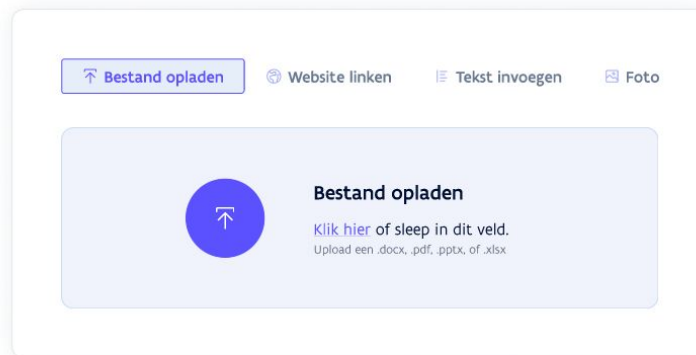 Bestand opladen
Website linken
Tekst invoegen
Foto
Bestand opladen
Klik hier of sleep in dit veld.
Upload een .docx, .pdf, .pptx, of .xlsx